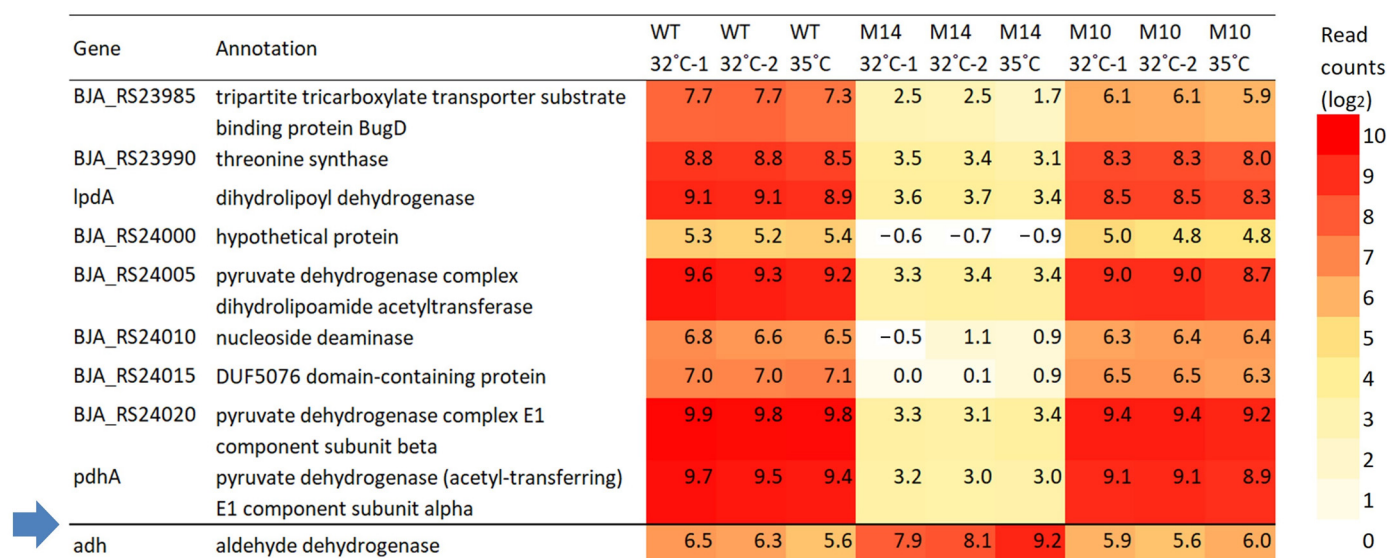 Gene Annotation WT WT WT M14 M14 M14 M10 M10 M10
32˚C-1 32˚C-2 35˚C 32˚C-1 32˚C-2 35˚C 32˚C-1 32˚C-2 35˚C
BJA_RS23985 tripartite tricarboxylate transporter substrate 7.7 7.7 7.3 2.5 2.5 1.7 6.1 6.1 5.9
binding protein BugD
BJA_RS23990 threonine synthase 8.8 8.8 8.5 3.5 3.4 3.1 8.3 8.3 8.0
lpdA dihydrolipoyl dehydrogenase 9.1 9.1 8.9 3.6 3.7 3.4 8.5 8.5 8.3
BJA_RS24000 hypothetical protein 5.3 5.2 5.4 −0.6 −0.7 −0.9 5.0 4.8 4.8
BJA_RS24005 pyruvate dehydrogenase complex 9.6 9.3 9.2 3.3 3.4 3.4 9.0 9.0 8.7
dihydrolipoamide acetyltransferase
BJA_RS24010 nucleoside deaminase 6.8 6.6 6.5 −0.5 1.1 0.9 6.3 6.4 6.4
BJA_RS24015 DUF5076 domain-containing protein 7.0 7.0 7.1 0.0 0.1 0.9 6.5 6.5 6.3
BJA_RS24020 pyruvate dehydrogenase complex E1 9.9 9.8 9.8 3.3 3.1 3.4 9.4 9.4 9.2
component subunit beta
pdhA pyruvate dehydrogenase (acetyl-transferring) 9.7 9.5 9.4 3.2 3.0 3.0 9.1 9.1 8.9
E1 component subunit alpha
adh aldehyde dehydrogenase 6.5 6.3 5.6 7.9 8.1 9.2 5.9 5.6 6.0
Read
counts
(log2)
10
9
8
7
6
5
4
3
2
1
0